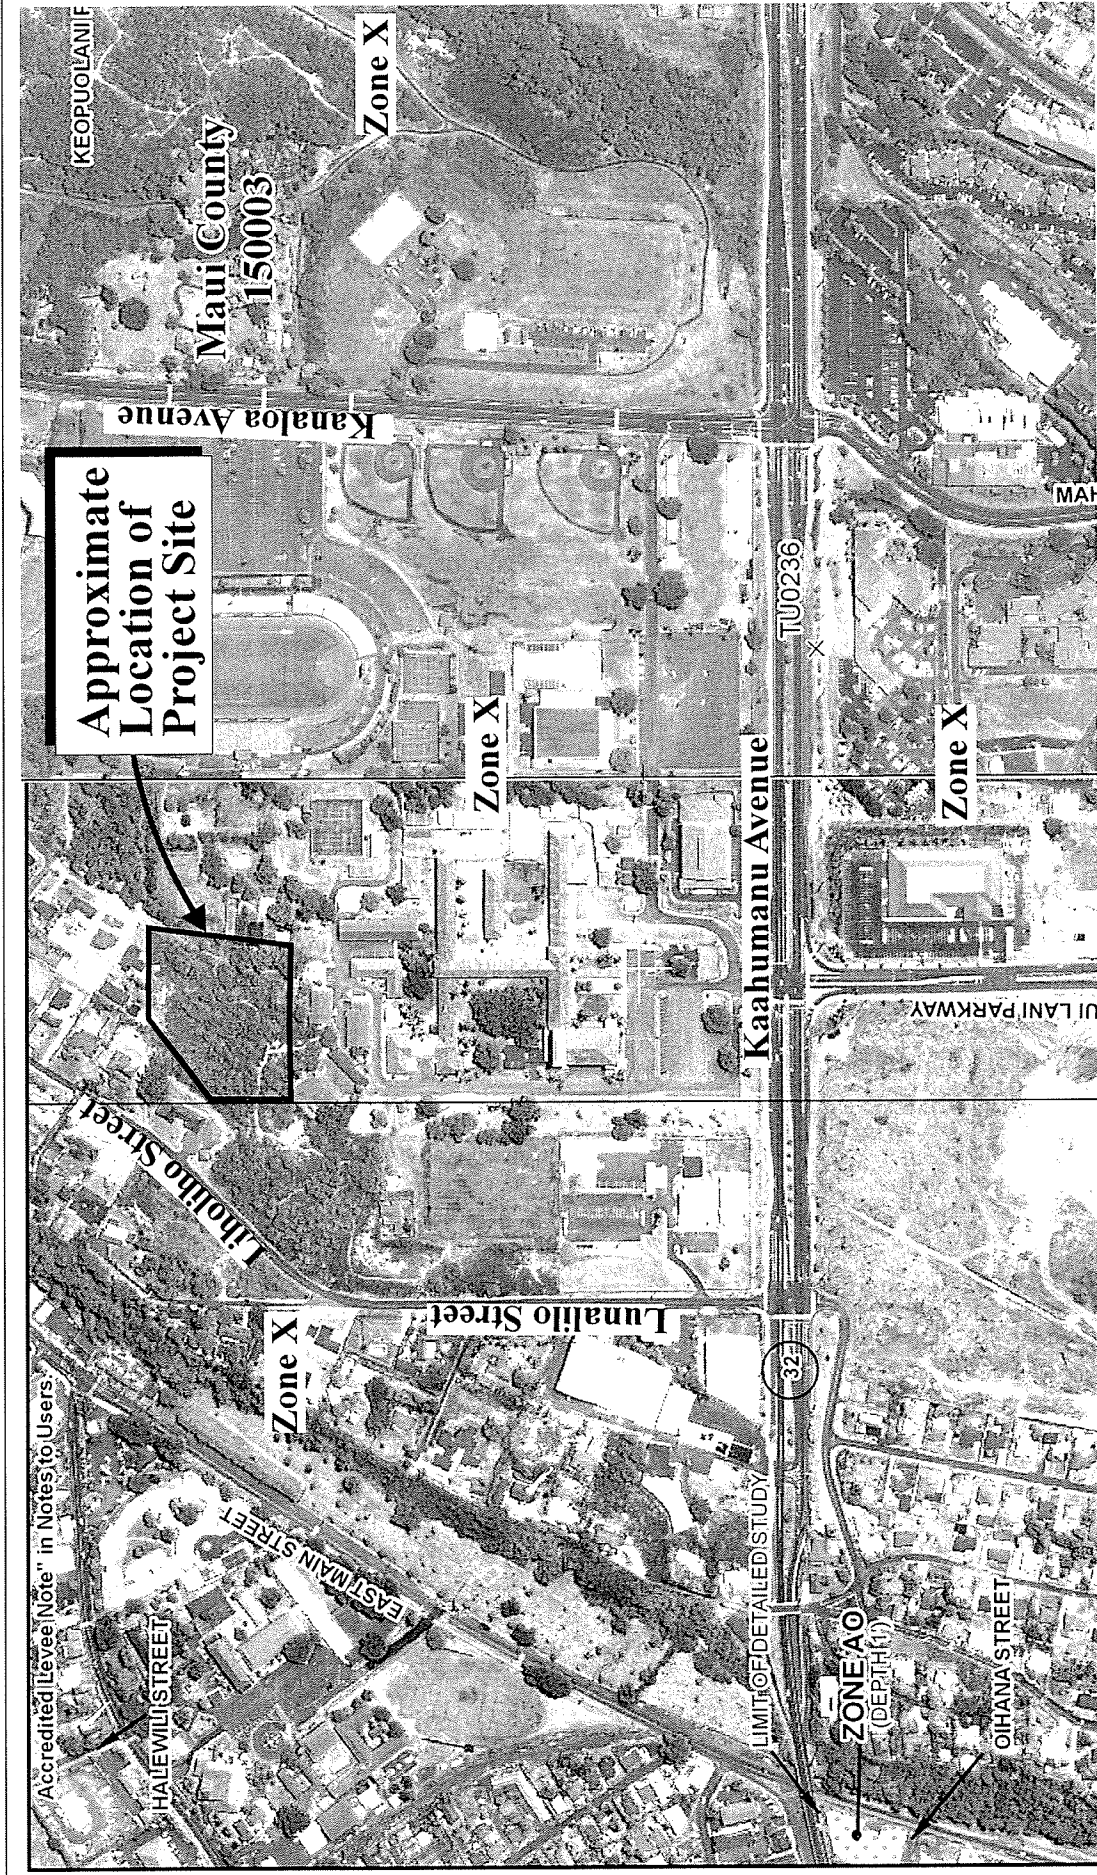 Accredited Levee Note" in Notes to Users.
HALEWILI STREET
EAST MAIN STREET
Zone X
Liholiho Street
Lunalilo Street
Approximate
Location of
Project Site
KEOPUOLANI P
Maui County
150003
Zone X
Kanaloa Avenue
Zone X
Kaahumanu Avenue
TU0236
32
LIMIT OF DETAILED STUDY
ZONE AO
(DEPTH 1')
OIHANA STREET
UI LANI PARKWAY
Zone X
MAH